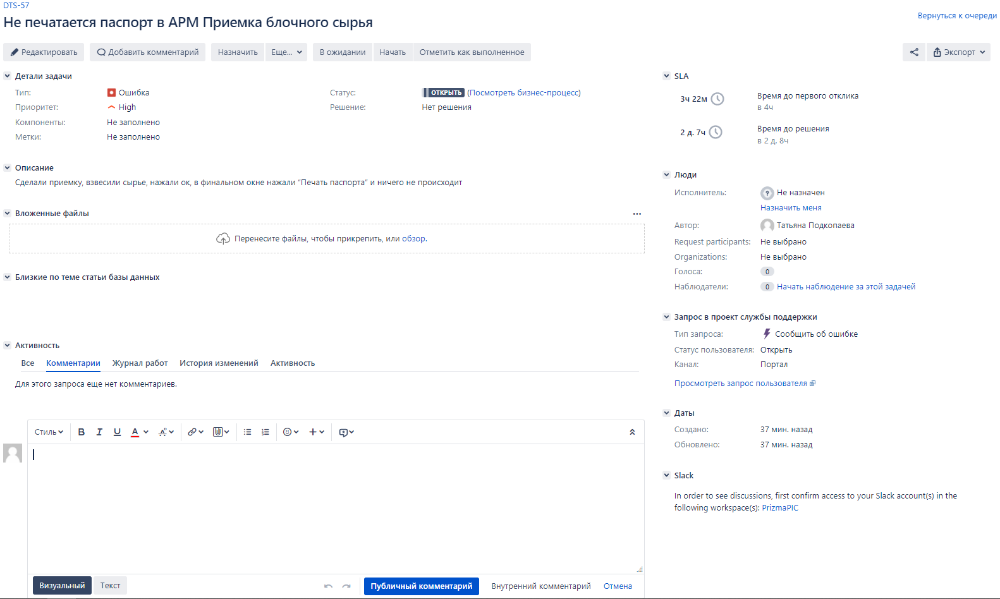 DTS-57
Не печатается паспорт в АРМ Приемка блочного сырья
Вернуться к очереди
Редактировать Добавить комментарий Назначить Еще... В ожидании Начать Отметить как выполненное Экспорт
Детали задачи
Тип: Ошибка Статус: ОТКРЫТЬ (Посмотреть бизнес-процесс)
Приоритет: High Решение: Нет решения
Компоненты: Не заполнено
Метки: Не заполнено
Описание
Сделали приемку, взвесили сырье, нажали ок, в финальном окне нажали “Печать паспорта” и ничего не происходит
Вложенные файлы
Перенесите файлы, чтобы прикрепить, или обзор.
Близкие по теме статьи базы данных
Активность
Все Комментарии Журнал работ История изменений Активность
Для этого запроса еще нет комментариев.
Стиль B I U A
Визуальный Текст Публичный комментарий Внутренний комментарий Отмена
SLA
3ч 22м Время до первого отклика
в 4ч
2 д. 7ч Время до решения
в 2 д. 8ч
Люди
Исполнитель: ? Не назначен
Назначить меня
Автор: Татьяна Подкопаева
Request participants: Не выбрано
Organizations: Не выбрано
Голоса: 0
Наблюдатели: 0 Начать наблюдение за этой задачей
Запрос в проект службы поддержки
Тип запроса: Сообщить об ошибке
Статус пользователя: Открыть
Канал: Портал
Просмотреть запрос пользователя
Даты
Создано: 37 мин. назад
Обновлено: 37 мин. назад
Slack
In order to see discussions, first confirm access to your Slack account(s) in the
following workspace(s): PrizmaPIC